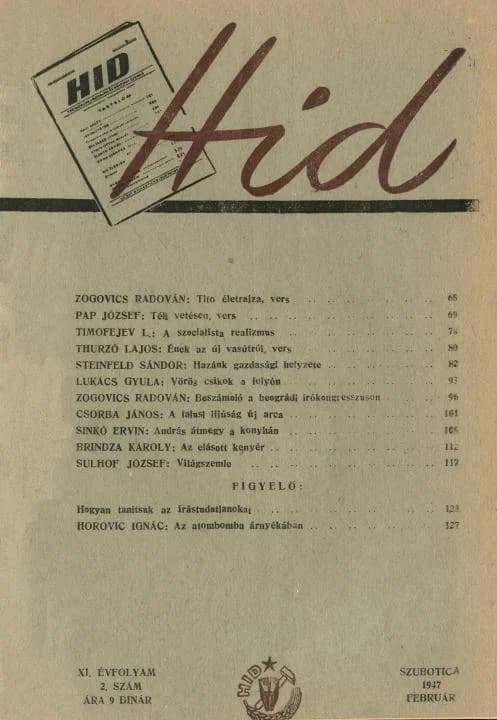 HID
TARTALOM
Hid
ZOGOVICS RADOVÁN: Tito életrajza, vers 65
PAP JÓZSEF: Téli vetésen, vers 69
TIMOFEJEV L.: A szocialista realizmus
THURZÓ LAJOS: Ének az új vasútról, vers 80
STEINFELD SÁNDOR: Hazánk gazdasági helyzete 82
LUKÁCS GYULA: Vörös csikok a folyón 93
ZOGOVICS RADOVÁN: Beszámoló a beográdi írókongresszuson 96
CSORBA JÁNOS: A falusi ifjúság új arca 101
SINKÓ ERVIN: András átmegy a konyhán 105
BRINDZA KÁROLY: Az elásott kenyér 112
SULHOF JÓZSEF: Világszemle 117
FIGYELŐ:
Hogyan tanítsuk az írástudatlanokat 123
HOROVIC IGNÁC: Az atombomba árnyékában 127
XI. ÉVFOLYAM
2. SZÁM
ÁRA 9 DINÁR
HID
SZUBOTICA
1947
FEBRUÁR